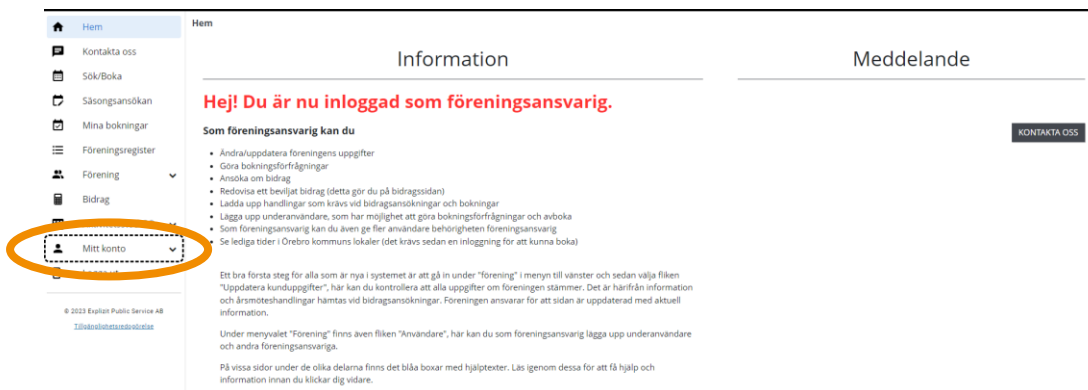 Hem
Kontakta oss
Sök/Boka
Säsongsansökan
Mina bokningar
Föreningsregister
Förening
Bidrag
Mitt konto
© 2023 Explizit Public Service AB
Tillgänglighetsredogörelse
Hem
Information
Hej! Du är nu inloggad som föreningsansvarig.
Som föreningsansvarig kan du
• Ändra/uppdatera föreningens uppgifter
• Göra bokningsförfrågningar
• Ansöka om bidrag
• Redovisa ett beviljat bidrag (detta gör du på bidragssidan)
• Ladda upp handlingar som krävs vid bidragsansökningar och bokningar
• Lägga upp underanvändare, som har möjlighet att göra bokningsförfrågningar och avboka
• Som föreningsansvarig kan du även ge fler användare behörigheten föreningsansvarig
• Se lediga tider i Örebro kommuns lokaler (det krävs sedan en inloggning för att kunna boka)
Ett bra första steg för alla som är nya i systemet är att gå in under "förening" i menyn till vänster och sedan välja fliken
"Uppdatera kunduppgifter", här kan du kontrollera att alla uppgifter om föreningen stämmer. Det är härifrån information
och årsmöteshandlingar hämtas vid bidragsansökningar. Föreningen ansvarar för att sidan är uppdaterad med aktuell
information.
Under menyvalet "Förening" finns även fliken "Användare", här kan du som föreningsansvarig lägga upp underanvändare
och andra föreningsansvariga.
På vissa sidor under de olika delarna finns det blåa boxar med hjälptexter. Läs igenom dessa för att få hjälp och
information innan du klickar dig vidare.
Meddelande
KONTAKTA OSS